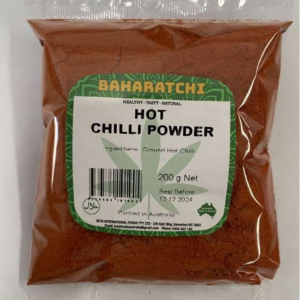 BAHARATCHI
HEALTHY - TASTY - NATURAL
HOT
CHILLI POWDER
Ingredients: Ground Hot Chilli
200 g Net
Best Before:
12.12.2024
Packed in Australia